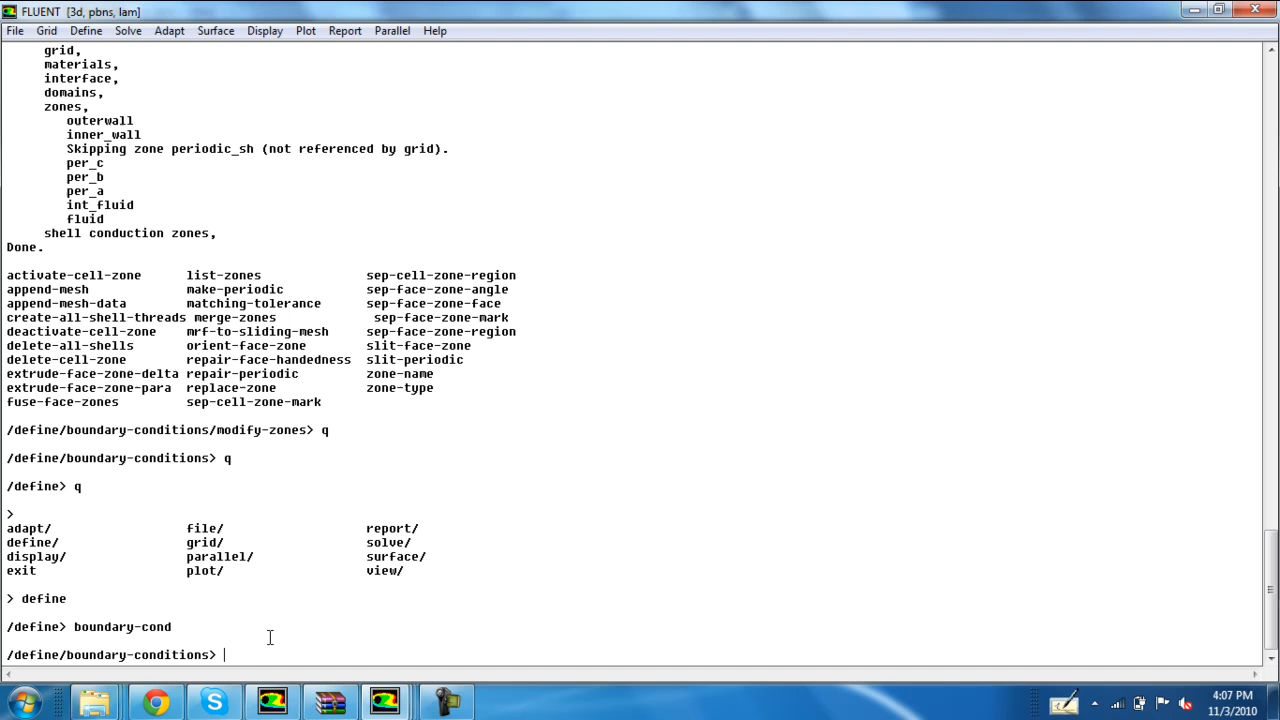 FLUENT [3d, pbns, lam]
File Grid Define Solve Adapt Surface Display Plot Report Parallel Help
grid,
materials,
interface,
domains,
zones,
outerwall
inner_wall
Skipping zone periodic_sh (not referenced by grid).
per_c
per_b
per_a
int_fluid
fluid
shell conduction zones,
Done.
activate-cell-zone list-zones sep-cell-zone-region
append-mesh make-periodic sep-face-zone-angle
append-mesh-data matching-tolerance sep-face-zone-face
create-all-shell-threads merge-zones sep-face-zone-mark
deactivate-cell-zone mrf-to-sliding-mesh sep-face-zone-region
delete-all-shells orient-face-zone slit-face-zone
delete-cell-zone repair-face-handedness slit-periodic
extrude-face-zone-delta repair-periodic zone-name
extrude-face-zone-para replace-zone zone-type
fuse-face-zones sep-cell-zone-mark
/define/boundary-conditions/modify-zones> q
/define/boundary-conditions> q
/define> q
>
adapt/ file/ report/
define/ grid/ solve/
display/ parallel/ surface/
exit plot/ view/
> define
/define> boundary-cond
/define/boundary-conditions>
4:07 PM
11/3/2010